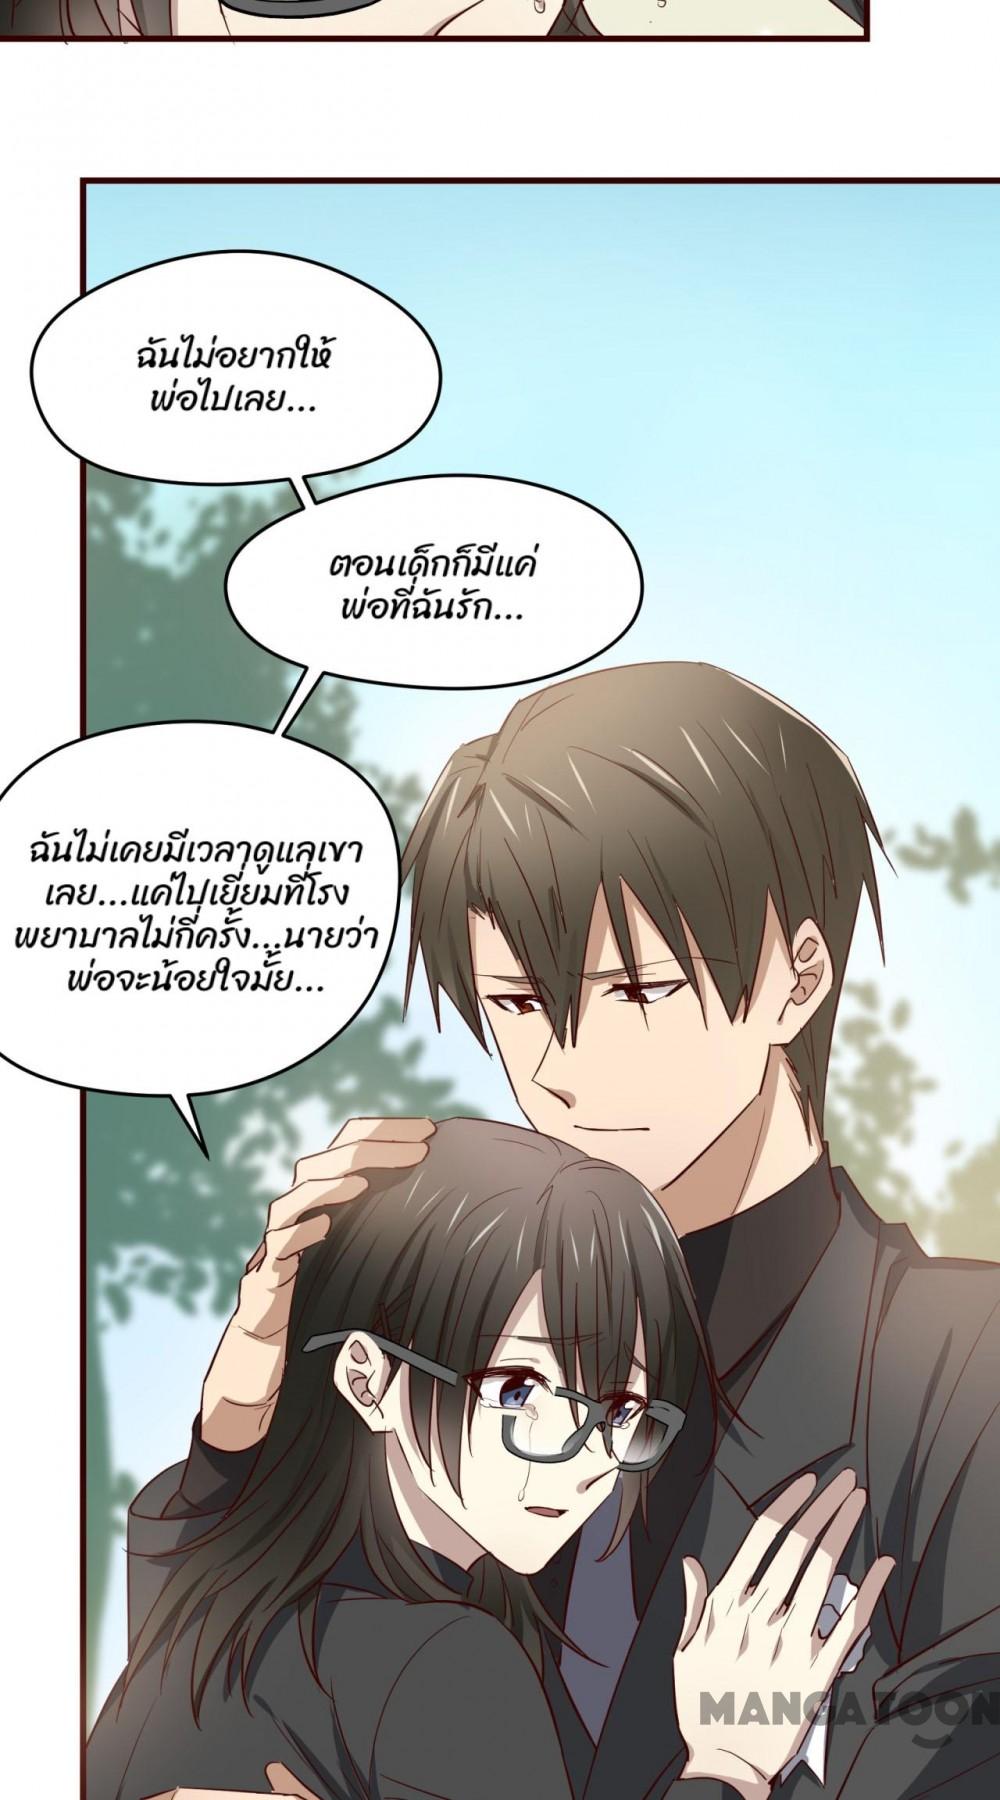 ฉันไม่อยากให้
พ่อไปเลย...
ตอนเด็กก็มีแค่
พ่อที่ฉันรัก...
ฉันไม่เคยมีเวลาดูแลเขา
เลย...แค่ไปเยี่ยมที่โรง
พยาบาลไม่กี่ครั้ง...นายว่า
พ่อจะน้อยใจมั้ย...
MANGATOON